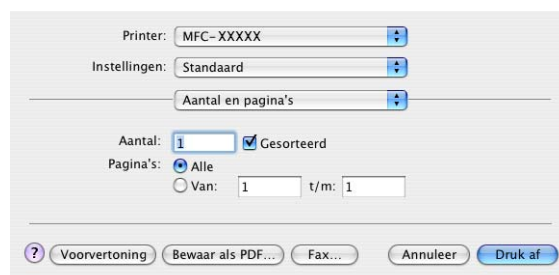 Printer: MFC-XXXXX
Instellingen: Standaard
Aantal en pagina's
Aantal: 1 Gesorteerd
Pagina's: Alle
Van: 1 t/m: 1
? Voorvertoning Bewaar als PDF... Fax... Annuleer Druk af